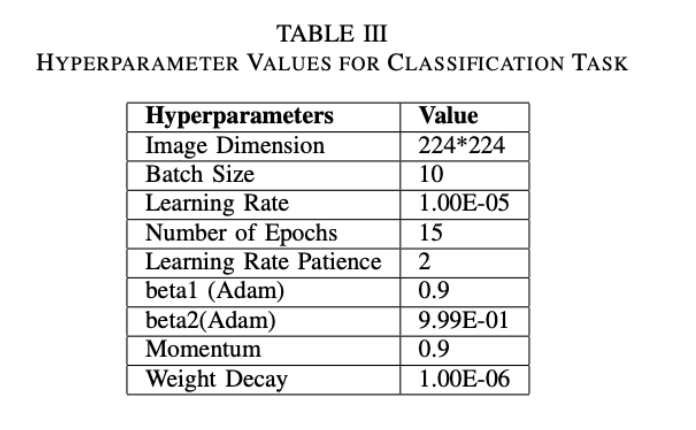 TABLE III
HYPERPARAMETER VALUES FOR CLASSIFICATION TASK
Hyperparameters Value
Image Dimension 224*224
Batch Size 10
Learning Rate 1.00E-05
Number of Epochs 15
Learning Rate Patience 2
beta1 (Adam) 0.9
beta2(Adam) 9.99E-01
Momentum 0.9
Weight Decay 1.00E-06